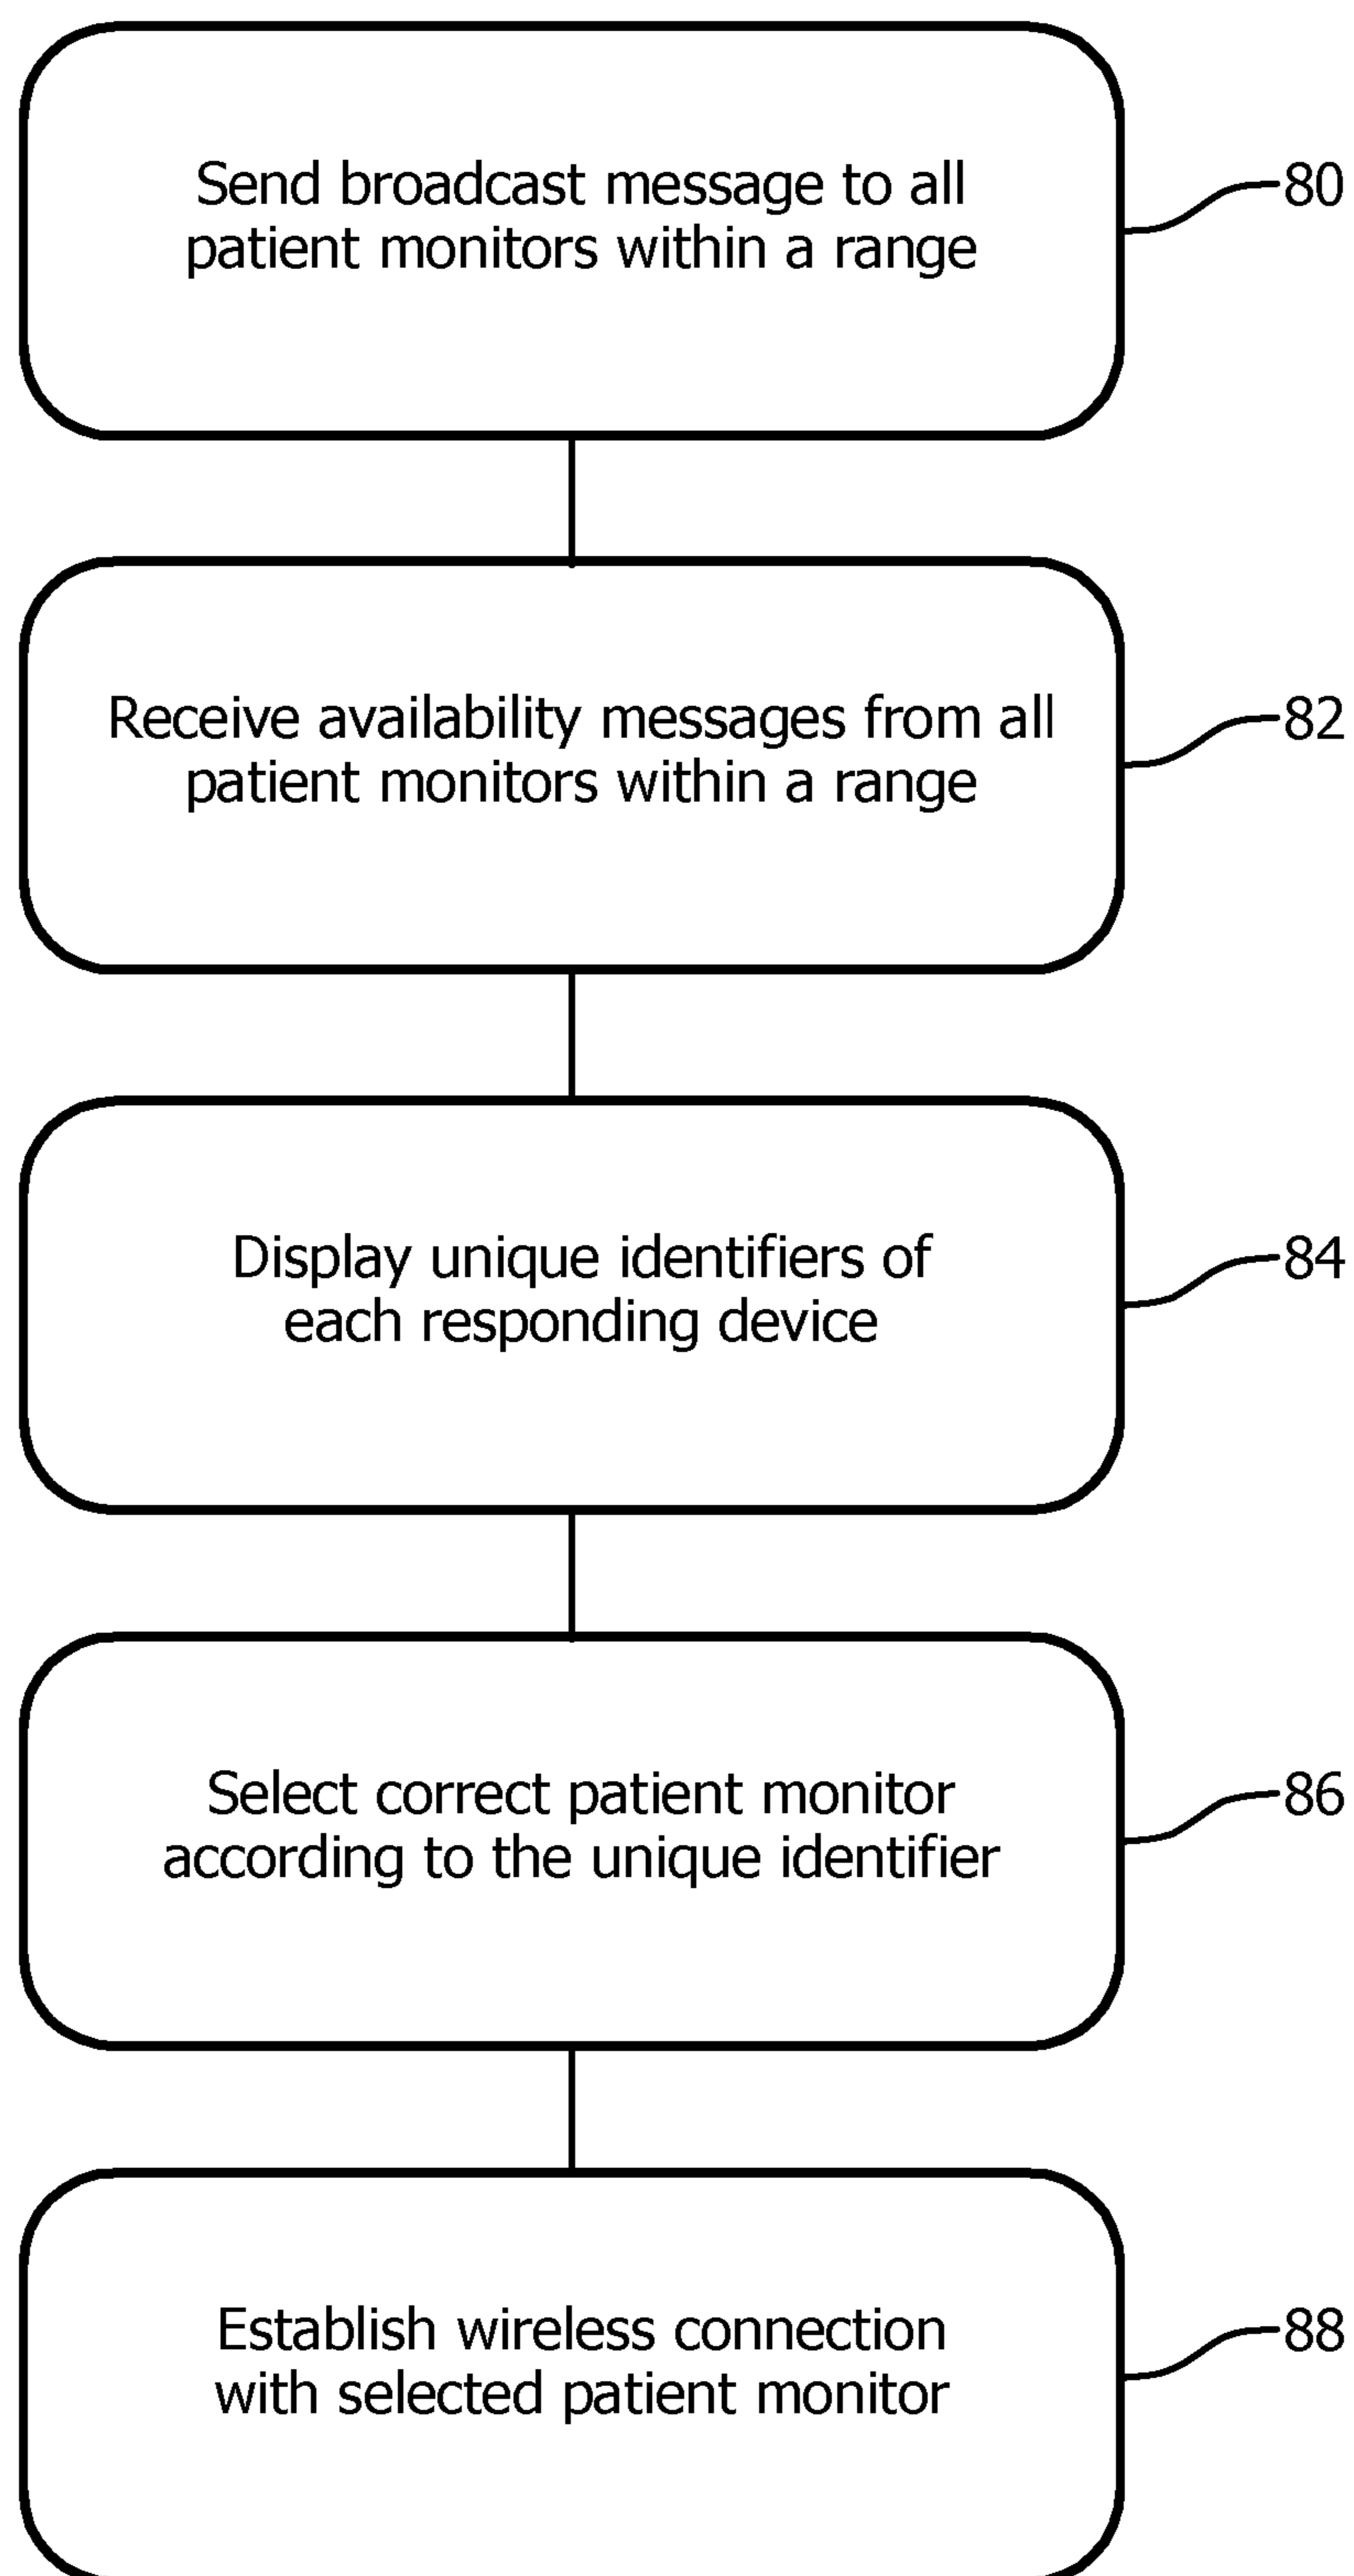 Send broadcast message to all
patient monitors within a range
80
Receive availability messages from all
patient monitors within a range
82
Display unique identifiers of
each responding device
84
Select correct patient monitor
according to the unique identifier
86
Establish wireless connection
with selected patient monitor
88